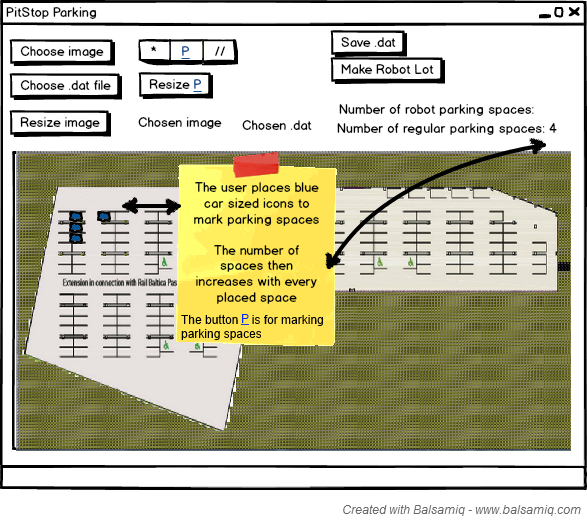 PitStop Parking
Choose image
* P //
Save .dat
Make Robot Lot
Choose .dat file
Resize P
Resize image
Chosen image
Chosen .dat
Number of robot parking spaces:
Number of regular parking spaces: 4
The user places blue
car sized icons to
mark parking spaces
The number of
spaces then
increases with every
placed space
The button P is for marking
parking spaces
Extension in connection with Rail Baltica Pas
Created with Balsamiq - www.balsamiq.com